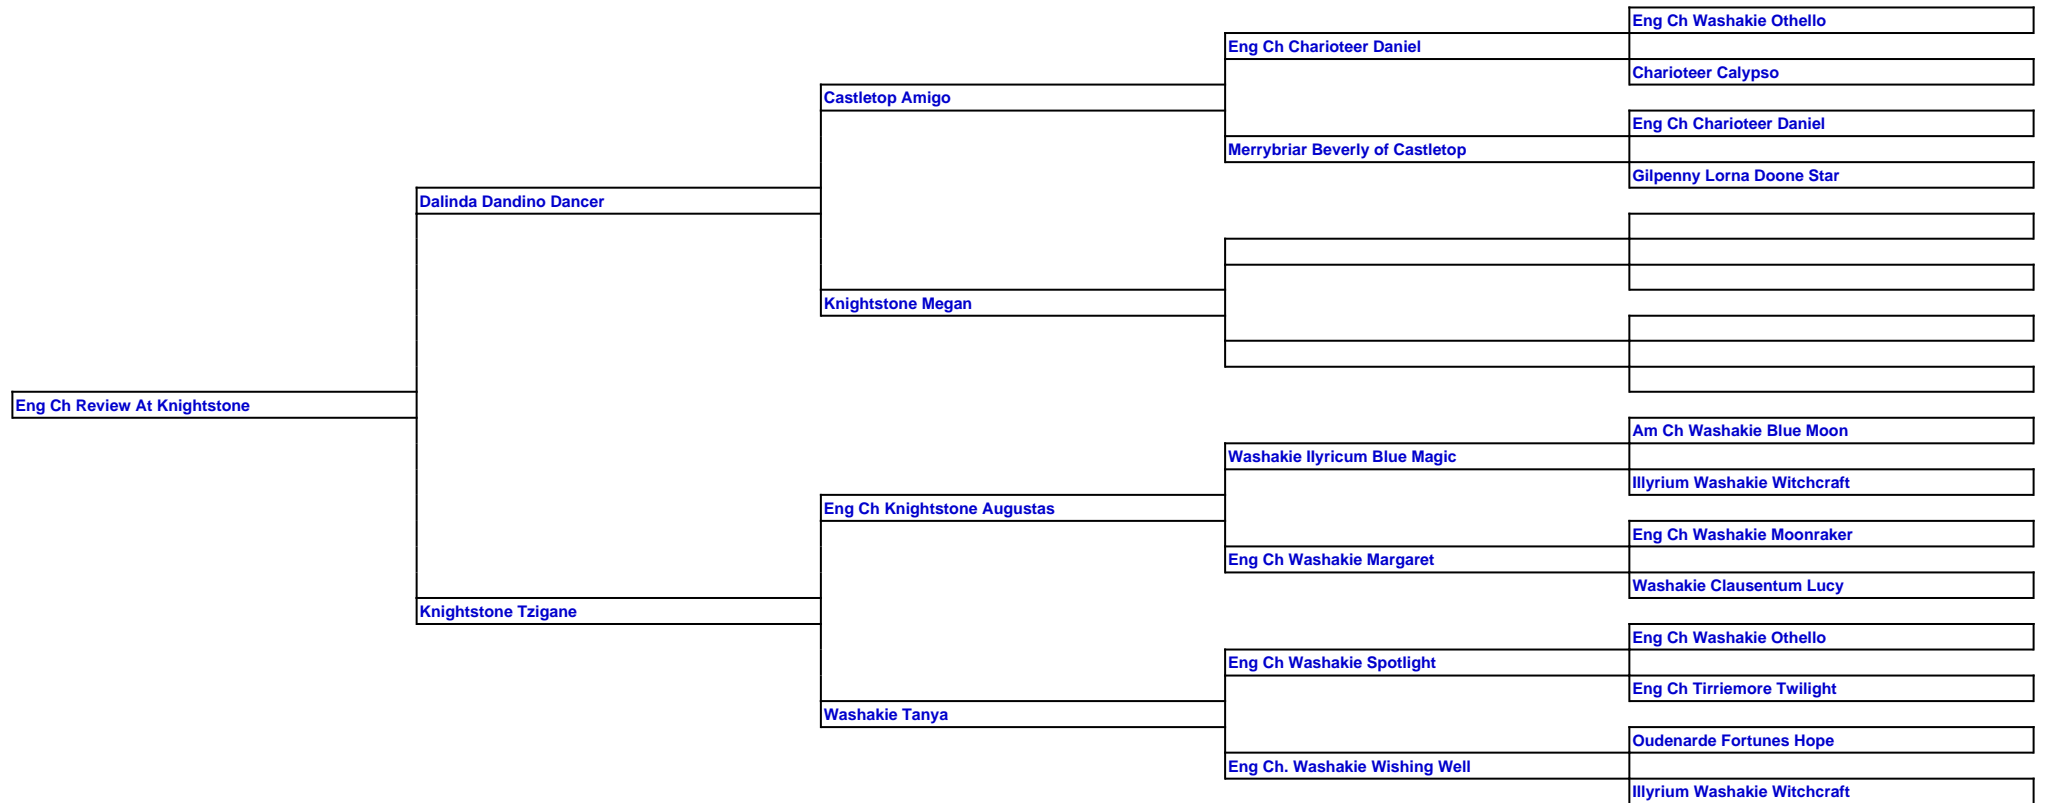 Eng Ch Washakie Othello
Eng Ch Charioteer Daniel
Charioteer Calypso
Castletop Amigo
Eng Ch Charioteer Daniel
Merrybriar Beverly of Castletop
Gilpenny Lorna Doone Star
Dalinda Dandino Dancer
Knightstone Megan
Eng Ch Review At Knightstone
Am Ch Washakie Blue Moon
Washakie Ilyricum Blue Magic
Illyrium Washakie Witchcraft
Eng Ch Knightstone Augustas
Eng Ch Washakie Moonraker
Eng Ch Washakie Margaret
Washakie Clausentum Lucy
Knightstone Tzigane
Eng Ch Washakie Othello
Eng Ch Washakie Spotlight
Eng Ch Tirriemore Twilight
Washakie Tanya
Oudenarde Fortunes Hope
Eng Ch. Washakie Wishing Well
Illyrium Washakie Witchcraft